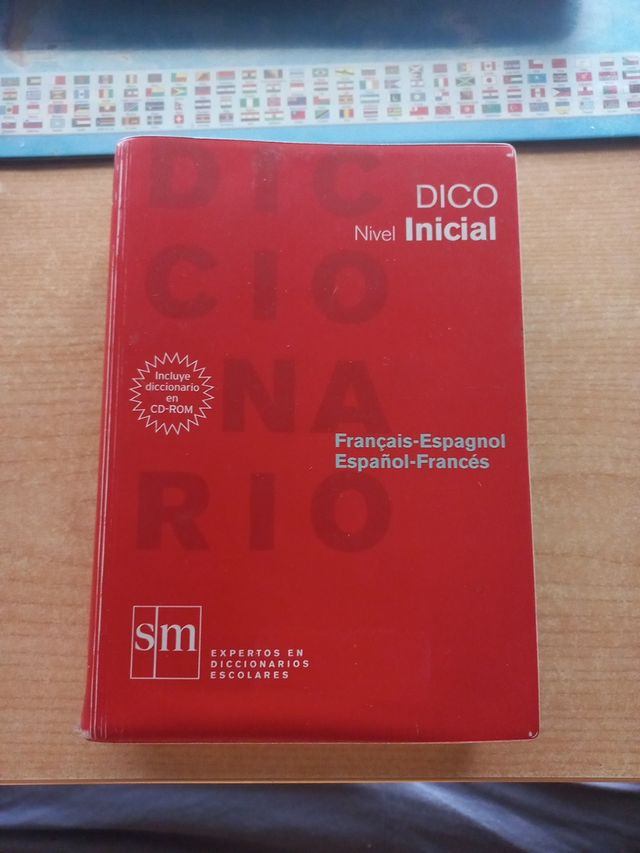 DIC
CIO
NA
RIO
DICO
Nivel Inicial
Incluye
diccionario
en
CD-ROM
Français-Espagnol
Español-Francés
sm
EXPERTOS EN
DICCIONARIOS
ESCOLARES